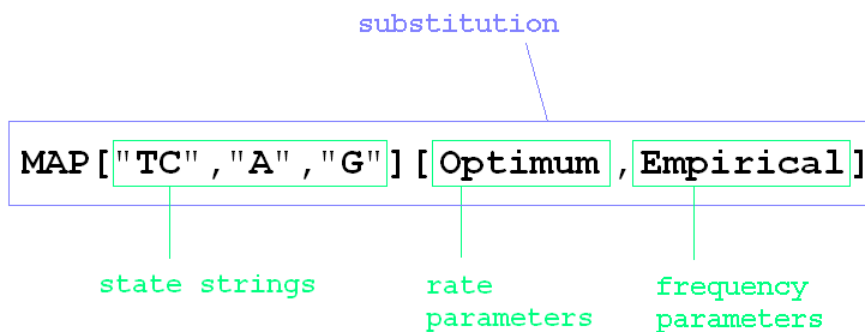 substitution
MAP["TC","A","G"][Optimum,Empirical]
state strings
rate parameters
frequency parameters